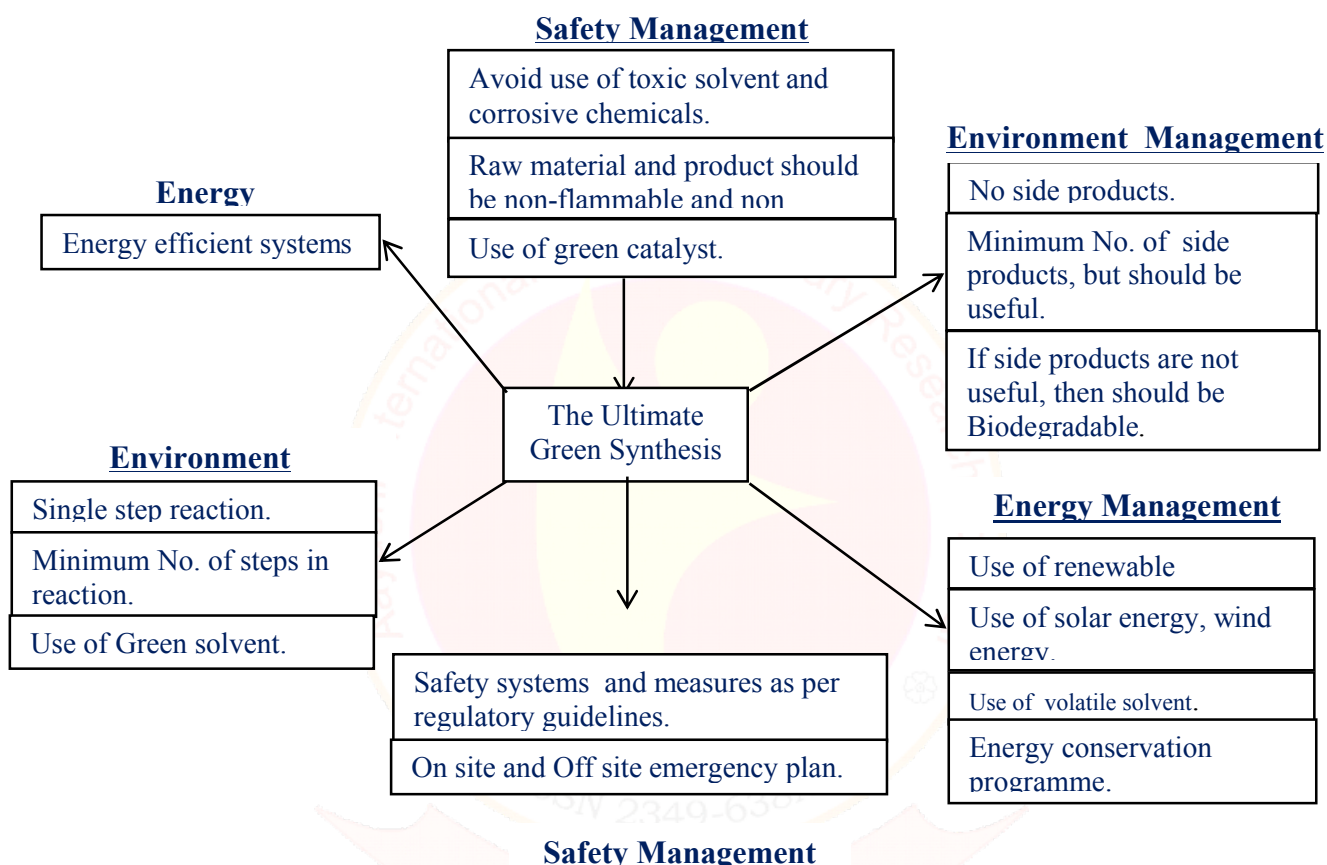 Safety Management
Avoid use of toxic solvent and
corrosive chemicals.
Raw material and product should
be non-flammable and non
Use of green catalyst.
Environment Management
No side products.
Minimum No. of side
products, but should be
useful.
If side products are not
useful, then should be
Biodegradable.
Energy
Energy efficient systems
The Ultimate
Green Synthesis
Environment
Single step reaction.
Minimum No. of steps in
reaction.
Use of Green solvent.
Energy Management
Use of renewable
Use of solar energy, wind
energy.
Use of volatile solvent.
Energy conservation
programme.
Safety systems and measures as per
regulatory guidelines.
On site and Off site emergency plan.
Safety Management